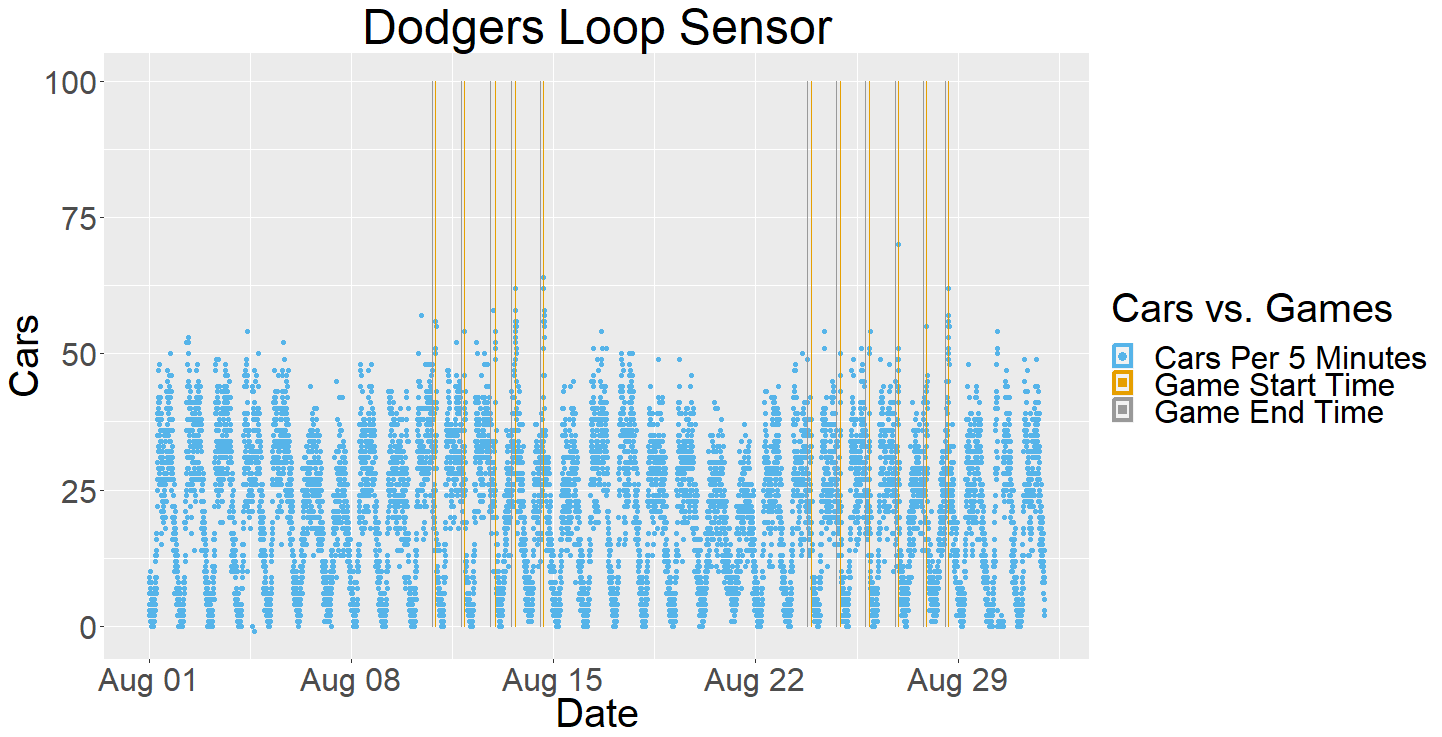 Dodgers Loop Sensor
100
75
50
25
0
Cars
Aug 01 Aug 08 Aug 15 Aug 22 Aug 29
Date
Cars vs. Games
Cars Per 5 Minutes
Game Start Time
Game End Time